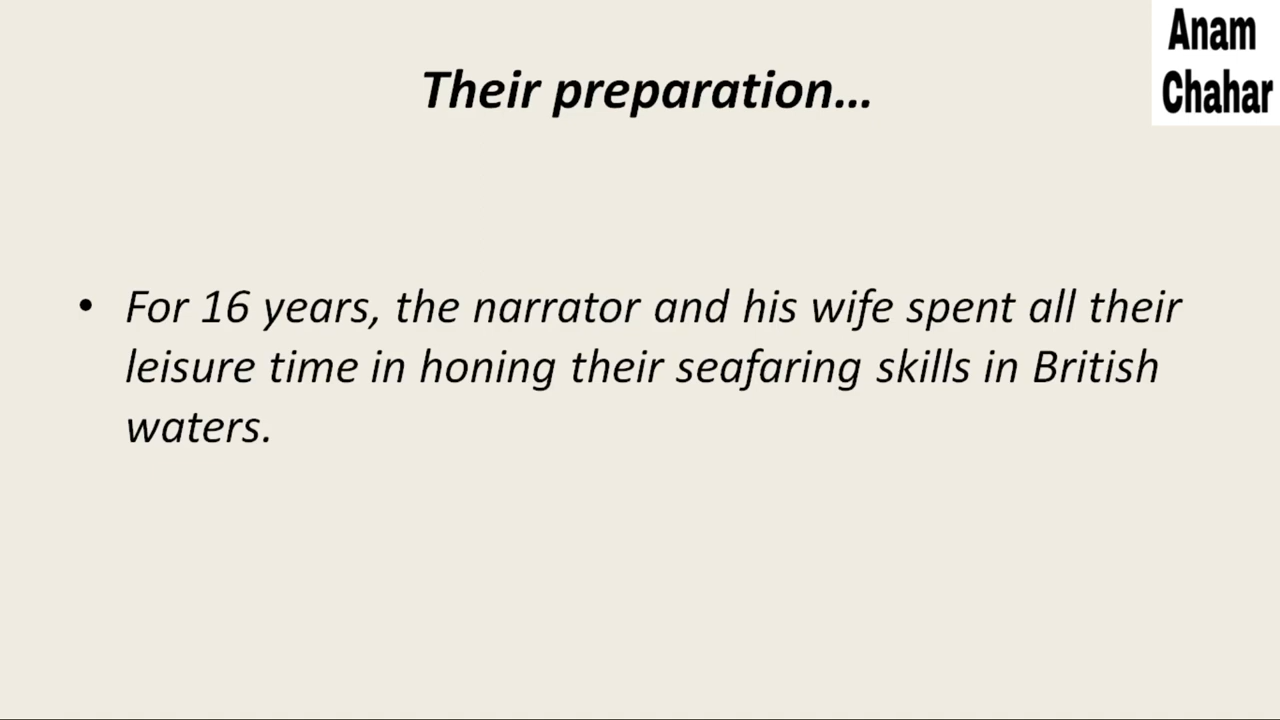 Anam
Chahar
Their preparation...
• For 16 years, the narrator and his wife spent all their
leisure time in honing their seafaring skills in British
waters.